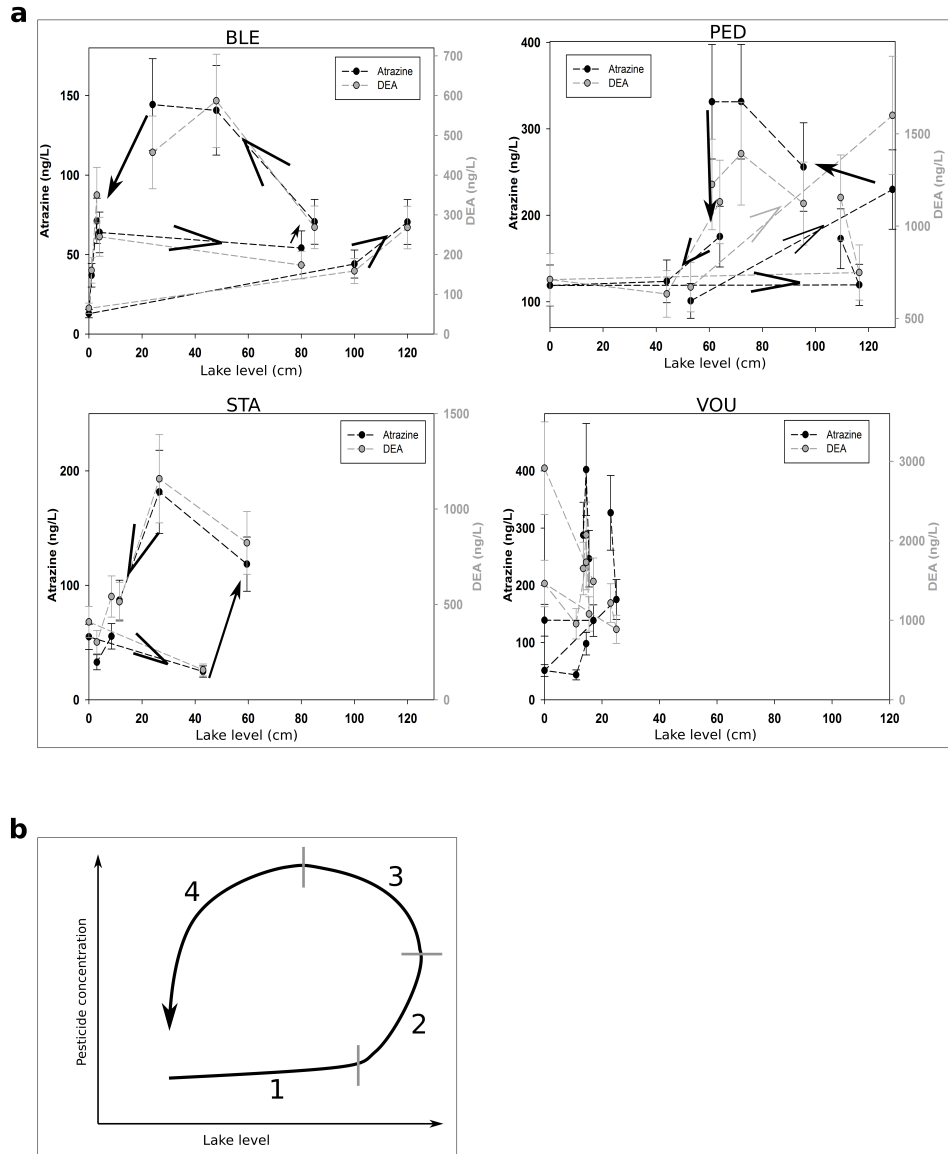 a
BLE
Atrazine
DEA
Atrazine (ng/L)
150
100
50
0
700
600
500
400
300
200
100
0
DEA (ng/L)
0 20 40 60 80 100 120
Lake level (cm)
PED
Atrazine
DEA
Atrazine (ng/L)
400
300
200
100
1500
1000
500
DEA (ng/L)
0 20 40 60 80 100 120
Lake level (cm)
STA
Atrazine
DEA
Atrazine (ng/L)
200
100
0
1500
1000
500
0
DEA (ng/L)
0 20 40 60 80 100 120
Lake level (cm)
VOU
Atrazine
DEA
Atrazine (ng/L)
400
300
200
100
0
3000
2000
1000
0
DEA (ng/L)
0 20 40 60 80 100 120
Lake level (cm)
b
Pesticide concentration
4
3
2
1
Lake level